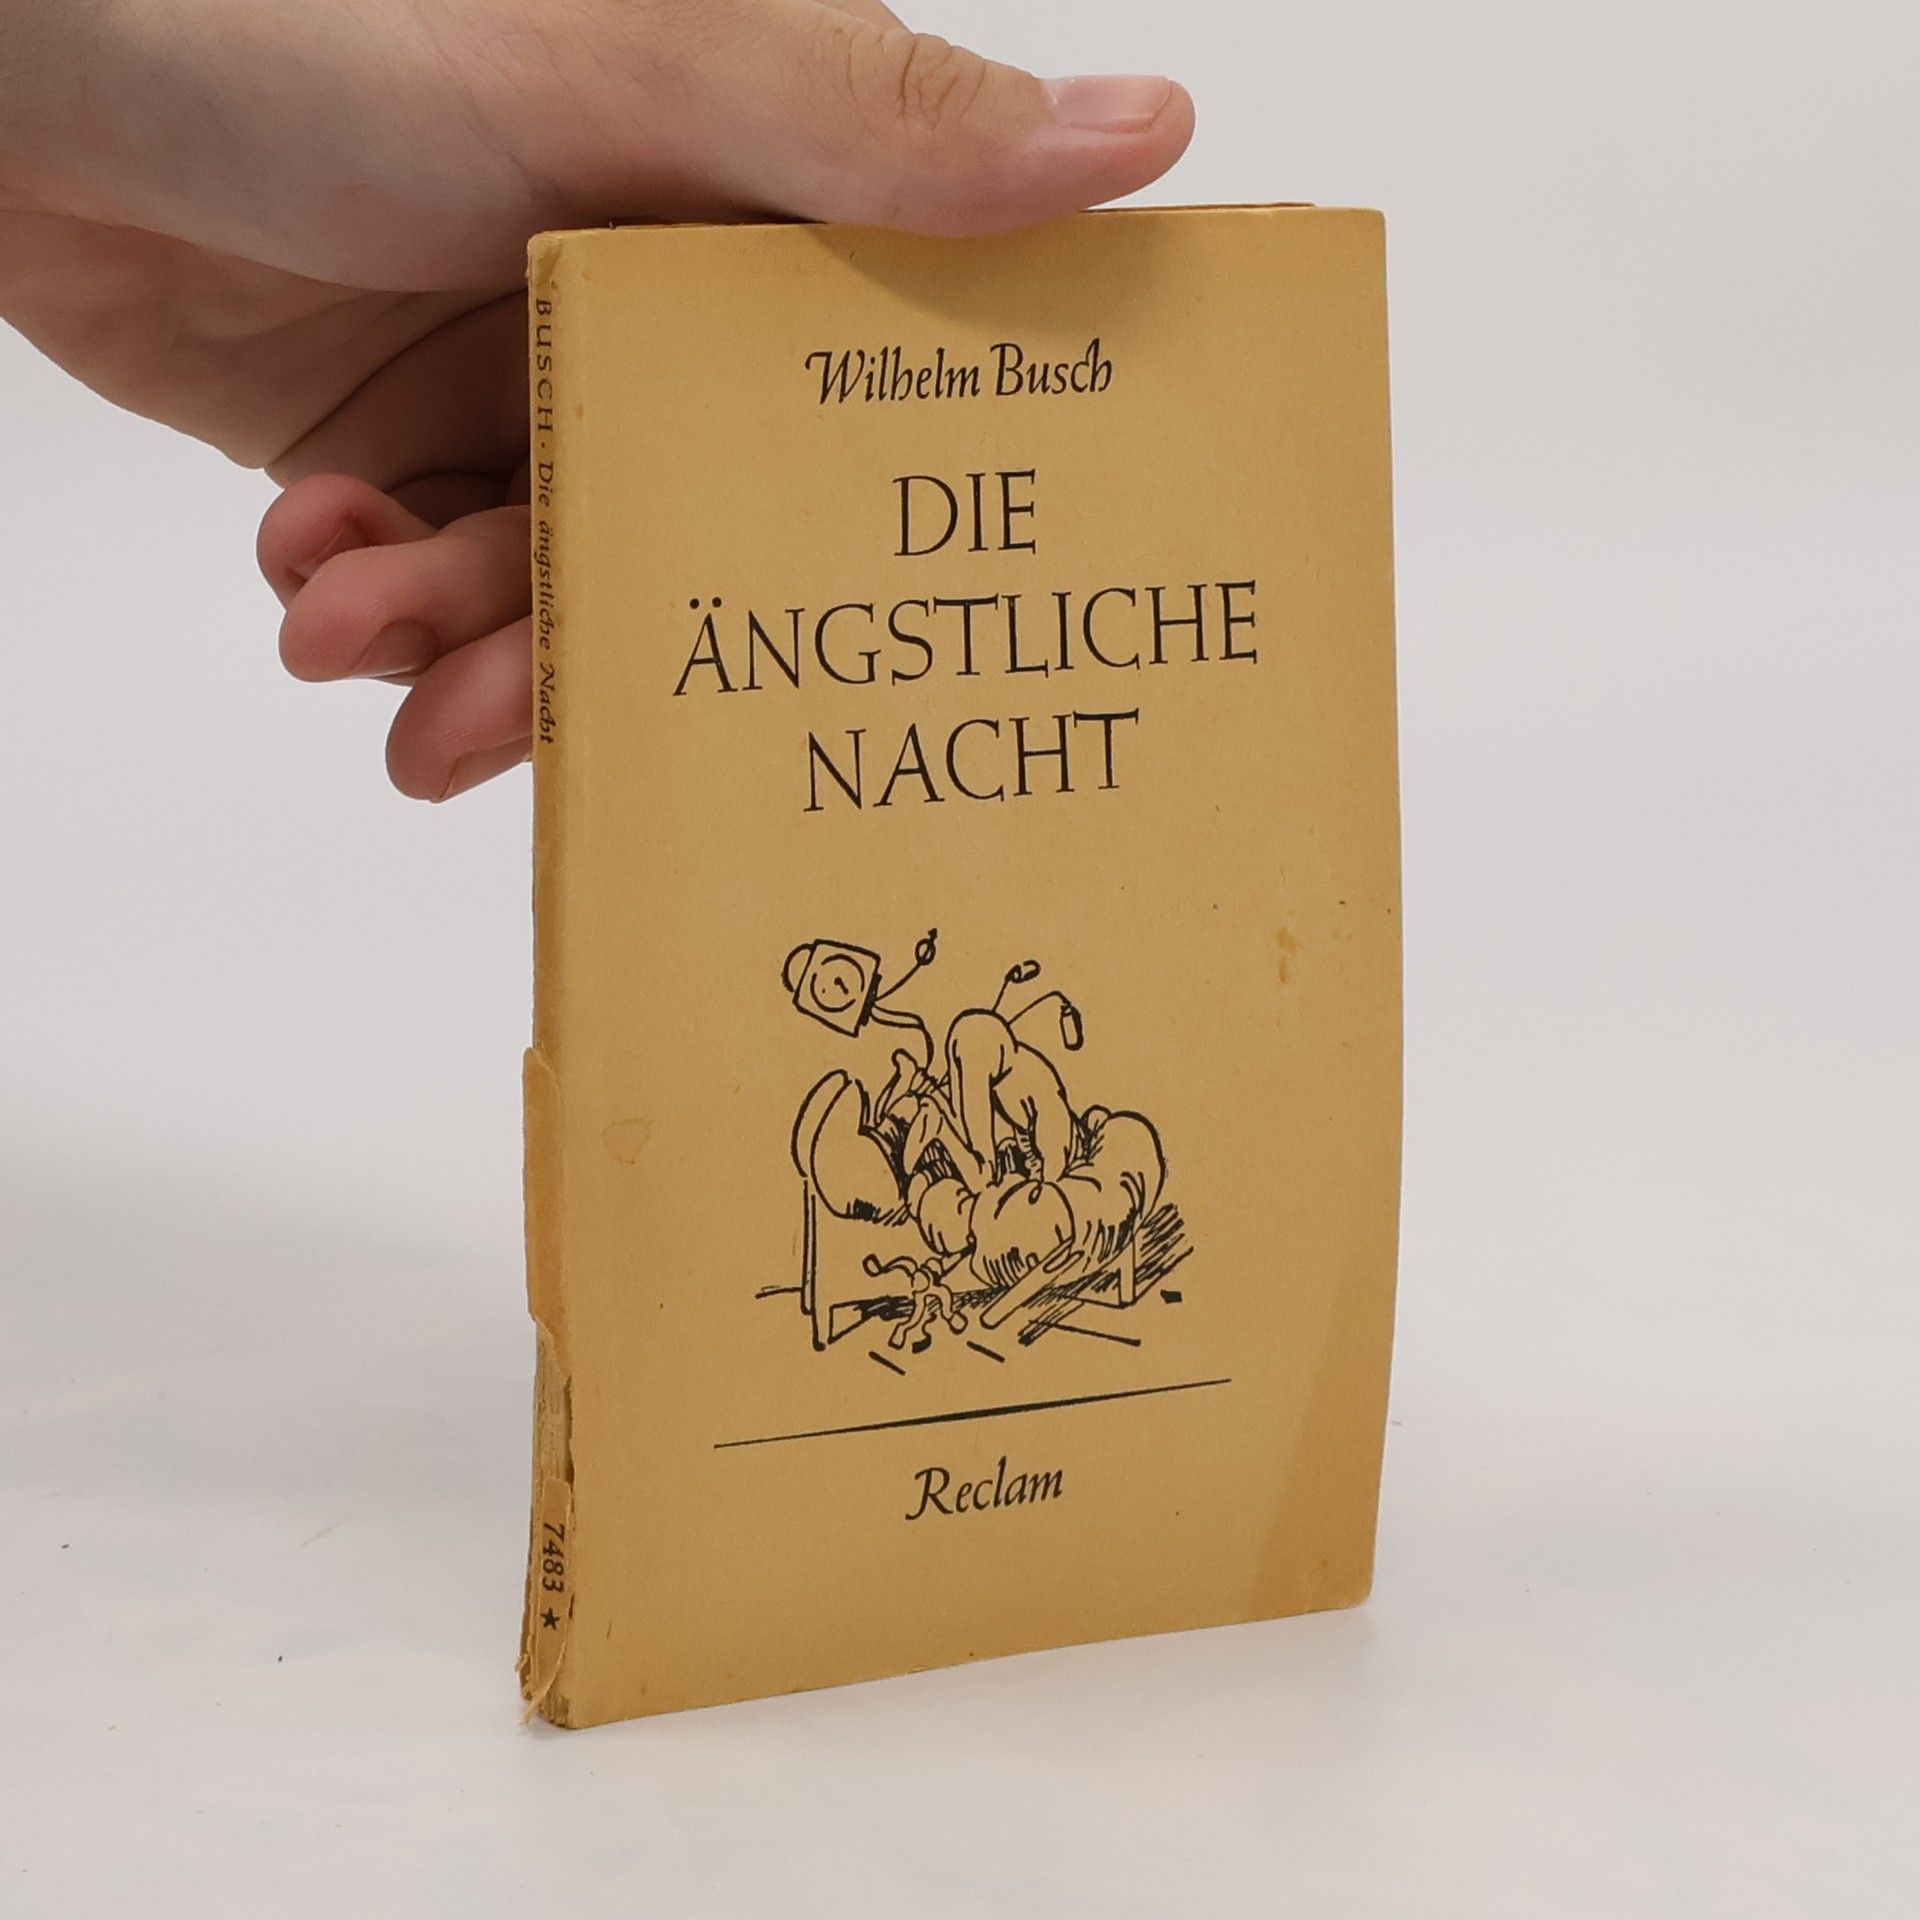 Wilhelm Busch
DIE
ÄNGSTLICHE
NACHT
Reclam
BUSCH · Die ängstliche Nacht
7483 ★